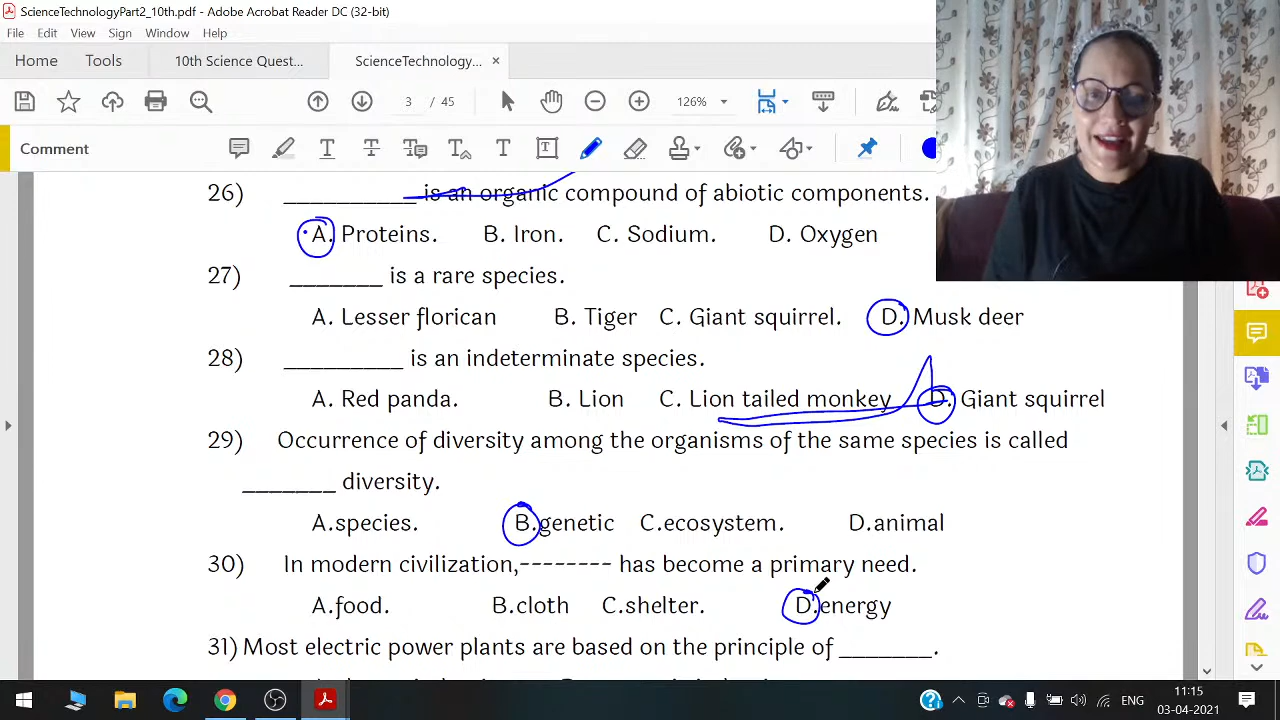 ScienceTechnologyPart2_10th.pdf - Adobe Acrobat Reader DC (32-bit)
File Edit View Sign Window Help
Home Tools 10th Science Quest... ScienceTechnology... ×
3 / 45 126%
Comment
26) __________ is an organic compound of abiotic components.
A. Proteins. B. Iron. C. Sodium. D. Oxygen
27) _______ is a rare species.
A. Lesser florican B. Tiger C. Giant squirrel. D. Musk deer
28) _________ is an indeterminate species.
A. Red panda. B. Lion C. Lion tailed monkey D. Giant squirrel
29) Occurrence of diversity among the organisms of the same species is called
_______ diversity.
A.species. B.genetic C.ecosystem. D.animal
30) In modern civilization,-------- has become a primary need.
A.food. B.cloth C.shelter. D.energy
31) Most electric power plants are based on the principle of _______.
ENG
11:15
03-04-2021